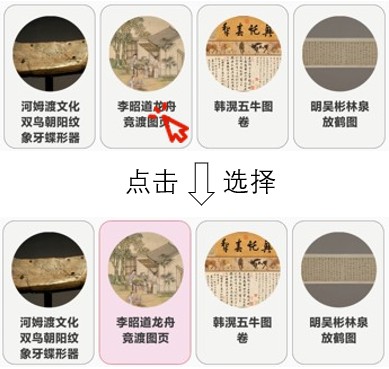 河姆渡文化
双鸟朝阳纹
象牙蝶形器
李昭道龙舟
竞渡图页
韩滉五牛图
卷
明吴彬林泉
放鹤图
点击 选择
河姆渡文化
双鸟朝阳纹
象牙蝶形器
李昭道龙舟
竞渡图页
韩滉五牛图
卷
明吴彬林泉
放鹤图